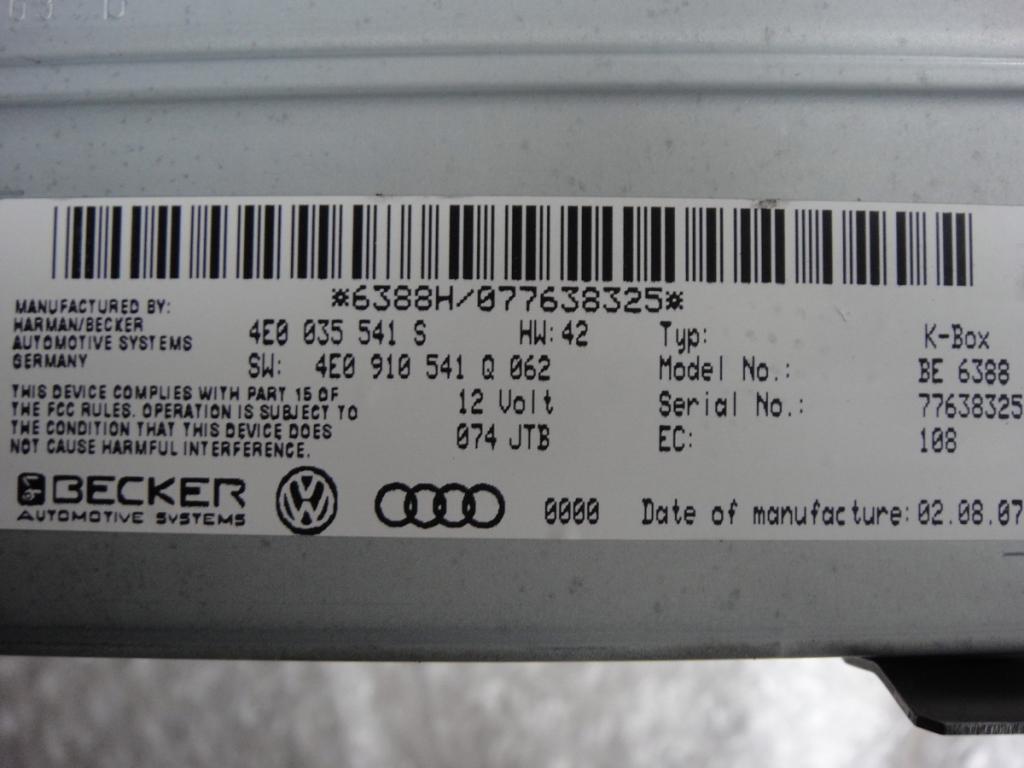 *6388H/077638325*
MANUFACTURED BY:
HARMAN/BECKER
AUTOMOTIVE SYSTEMS
GERMANY
4E0 035 541 S HW: 42 Typ: K-Box
SW: 4E0 910 541 Q 062 Model No.: BE 6388
12 Volt Serial No.: 77638325
074 JTB EC: 108
THIS DEVICE COMPLIES WITH PART 15 OF
THE FCC RULES. OPERATION IS SUBJECT TO
THE CONDITION THAT THIS DEVICE DOES
NOT CAUSE HARMFUL INTERFERENCE.
BECKER
AUTOMOTIVE SYSTEMS
VW
0000 Date of manufacture: 02.08.07